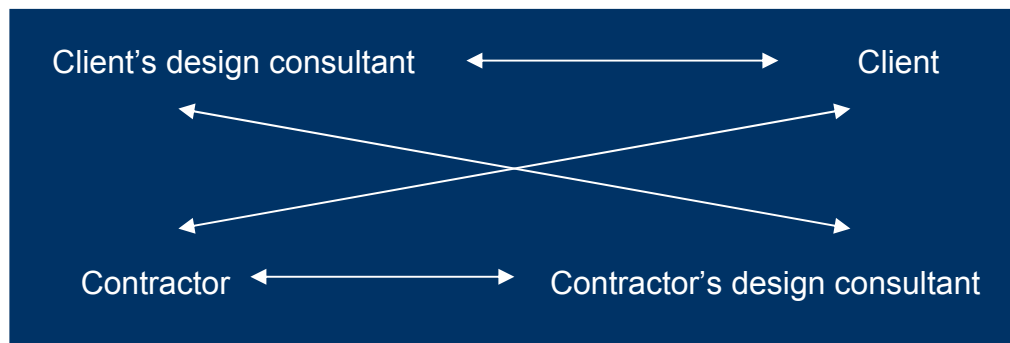 Client’s design consultant
Client
Contractor
Contractor’s design consultant